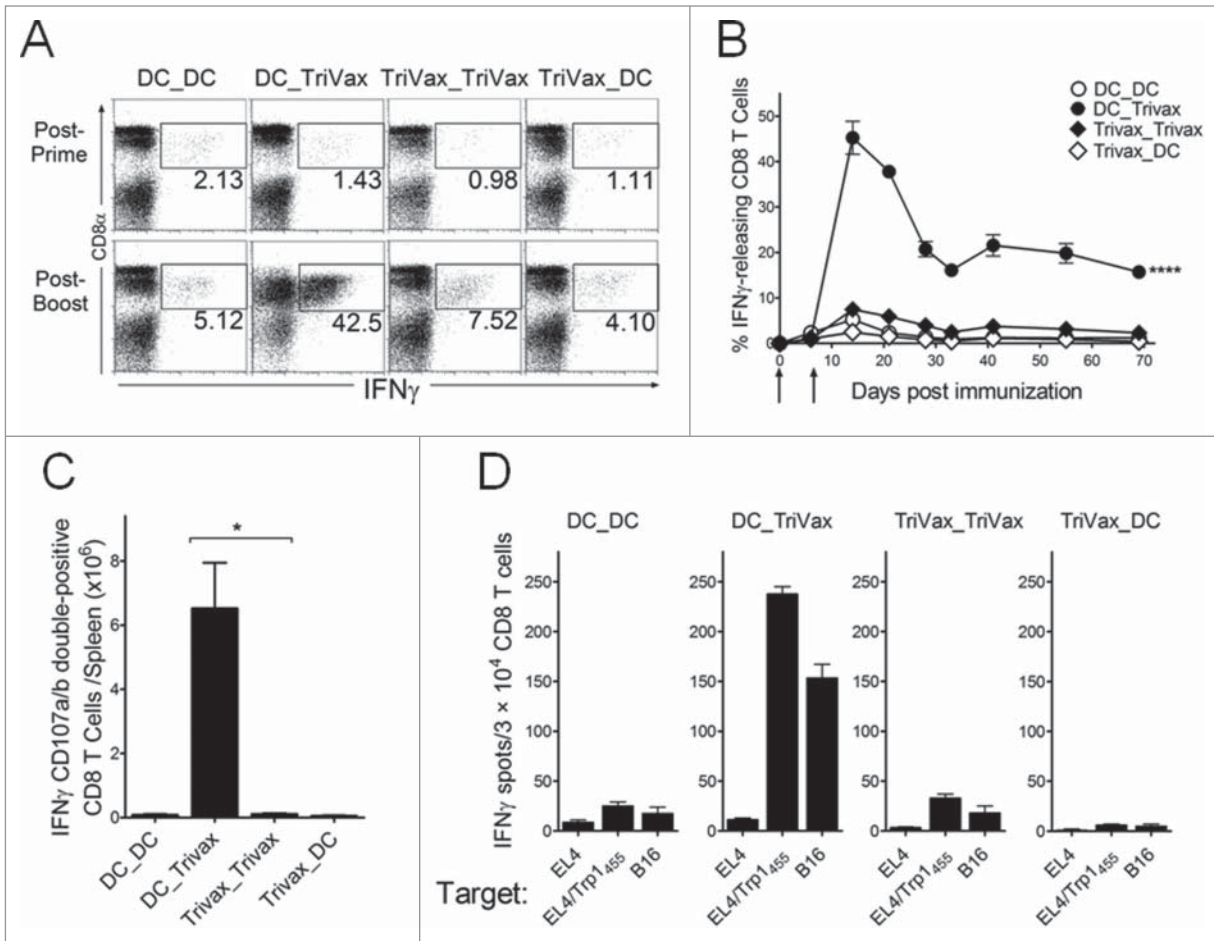 A
DC_DC DC_TriVax TriVax_TriVax TriVax_DC
Post-
Prime
2.13 1.43 0.98 1.11
CD8α
Post-
Boost
5.12 42.5 7.52 4.10
IFNγ
B
DC_DC
DC_Trivax
Trivax_Trivax
Trivax_DC
% IFNγ-releasing CD8 T Cells
50
40
30
20
10
0
0 10 20 30 40 50 60 70
****
Days post immunization
C
IFNγ CD107a/b double-positive
CD8 T Cells /Spleen (x10⁶)
8
6
4
2
0
*
DC_DC
DC_Trivax
Trivax_Trivax
Trivax_DC
D
DC_DC DC_TriVax TriVax_TriVax TriVax_DC
IFNγ spots/3 × 10⁴ CD8 T cells
250 250 250 250
200 200 200 200
150 150 150 150
100 100 100 100
50 50 50 50
0 0 0 0
Target:
EL4 EL4/Trp1₄₅₅ B16 EL4 EL4/Trp1₄₅₅ B16 EL4 EL4/Trp1₄₅₅ B16 EL4 EL4/Trp1₄₅₅ B16